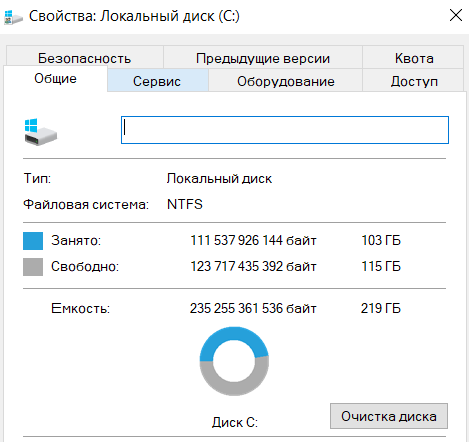 Свойства: Локальный диск (C:)
Безопасность Предыдущие версии Квота
Общие Сервис Оборудование Доступ
Тип: Локальный диск
Файловая система: NTFS
Занято: 111 537 926 144 байт 103 ГБ
Свободно: 123 717 435 392 байт 115 ГБ
Емкость: 235 255 361 536 байт 219 ГБ
Диск C: Очистка диска